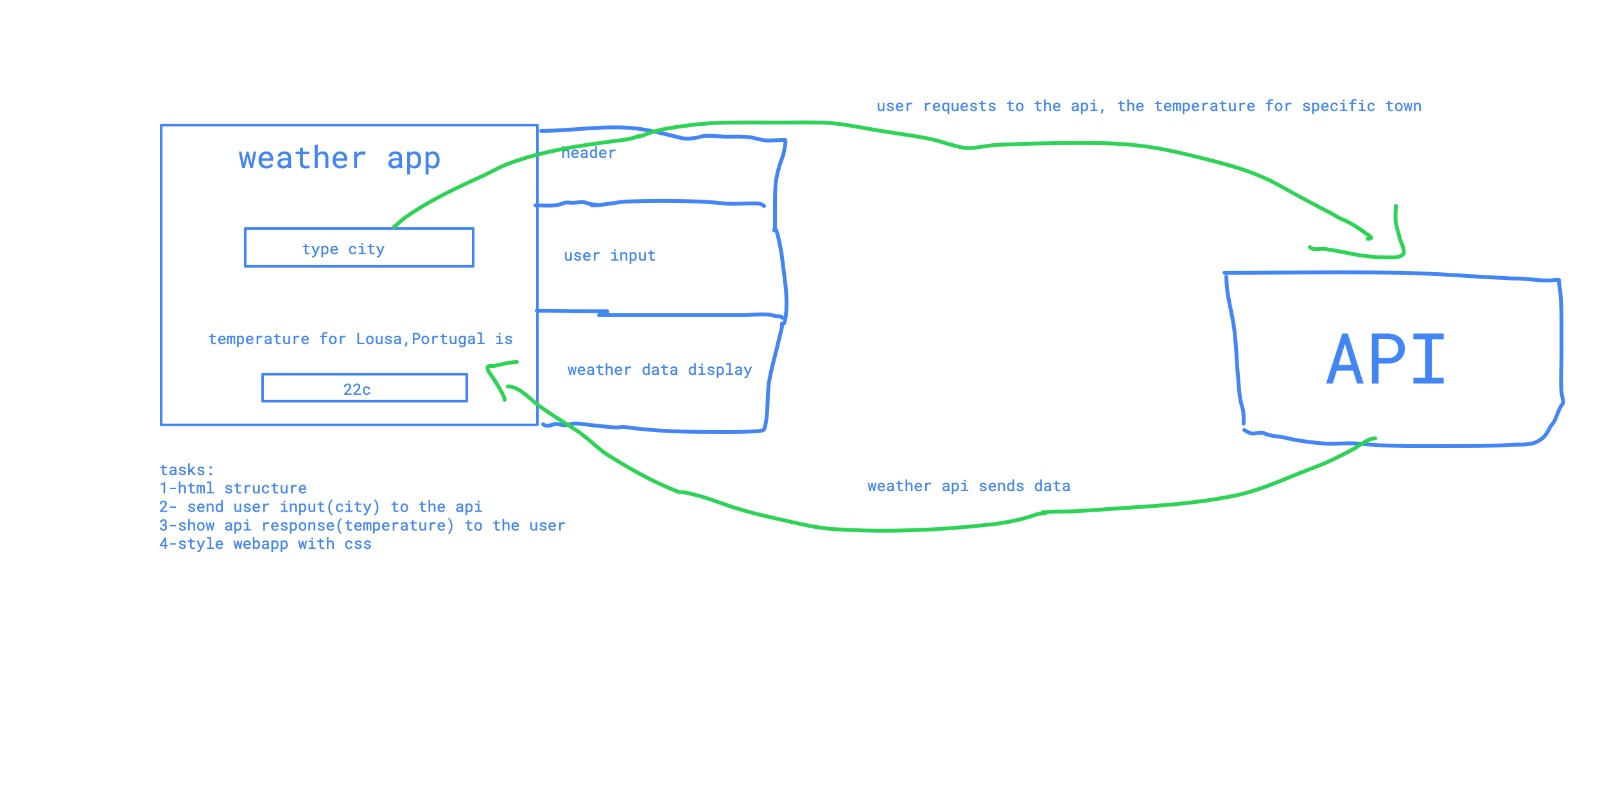 user requests to the api, the temperature for specific town
weather app
header
type city
user input
temperature for Lousa,Portugal is
22c
weather data display
API
weather api sends data
tasks:
1-html structure
2- send user input(city) to the api
3-show api response(temperature) to the user
4-style webapp with css